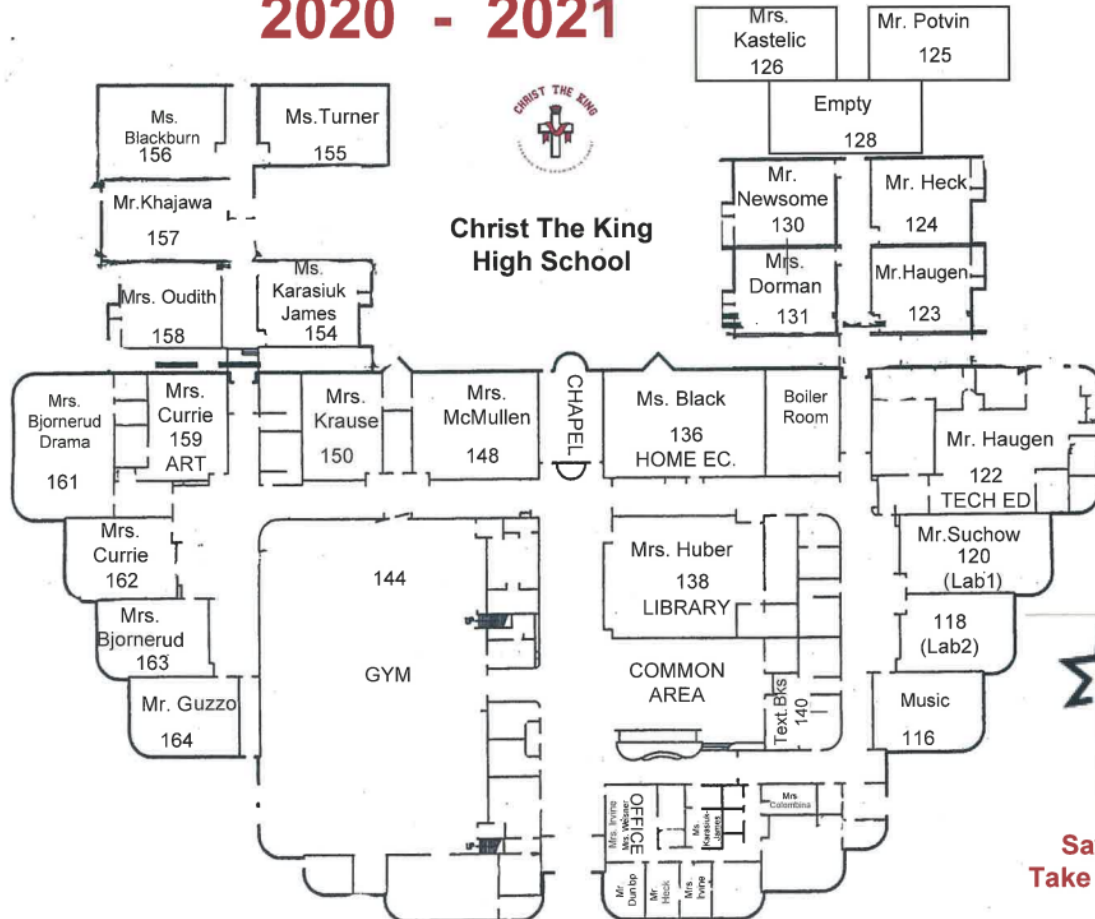 2020 - 2021
Mrs.
Kastelic
126
Mr. Potvin
125
Empty
128
Ms.
Blackburn
156
Ms.Turner
155
CHRIST THE KING
Mr.
Newsome
130
Mr. Heck
124
Mr.Khajawa
157
Christ The King
High School
Mrs. Oudith
158
Ms.
Karasiuk
James
154
Mrs.
Dorman
131
Mr.Haugen
123
Mrs.
Bjornerud
Drama
161
Mrs.
Currie
159
ART
Mrs.
Krause
150
Mrs.
McMullen
148
CHAPEL
Ms. Black
136
HOME EC.
Boiler
Room
Mr. Haugen
122
TECH ED
Mrs.
Currie
162
144
GYM
Mrs. Huber
138
LIBRARY
Mr.Suchow
120
(Lab1)
Mrs.
Bjornerud
163
118
(Lab2)
Mr. Guzzo
164
COMMON
AREA
Text.Bks
140
Music
116
Mrs. Irvine
Mrs. Weisner
OFFICE
Ms.
Karasiuk-
James
Mrs
Colombina
Mr.
Mr.
Heck
Mrs.
Irvine
Sa
Take